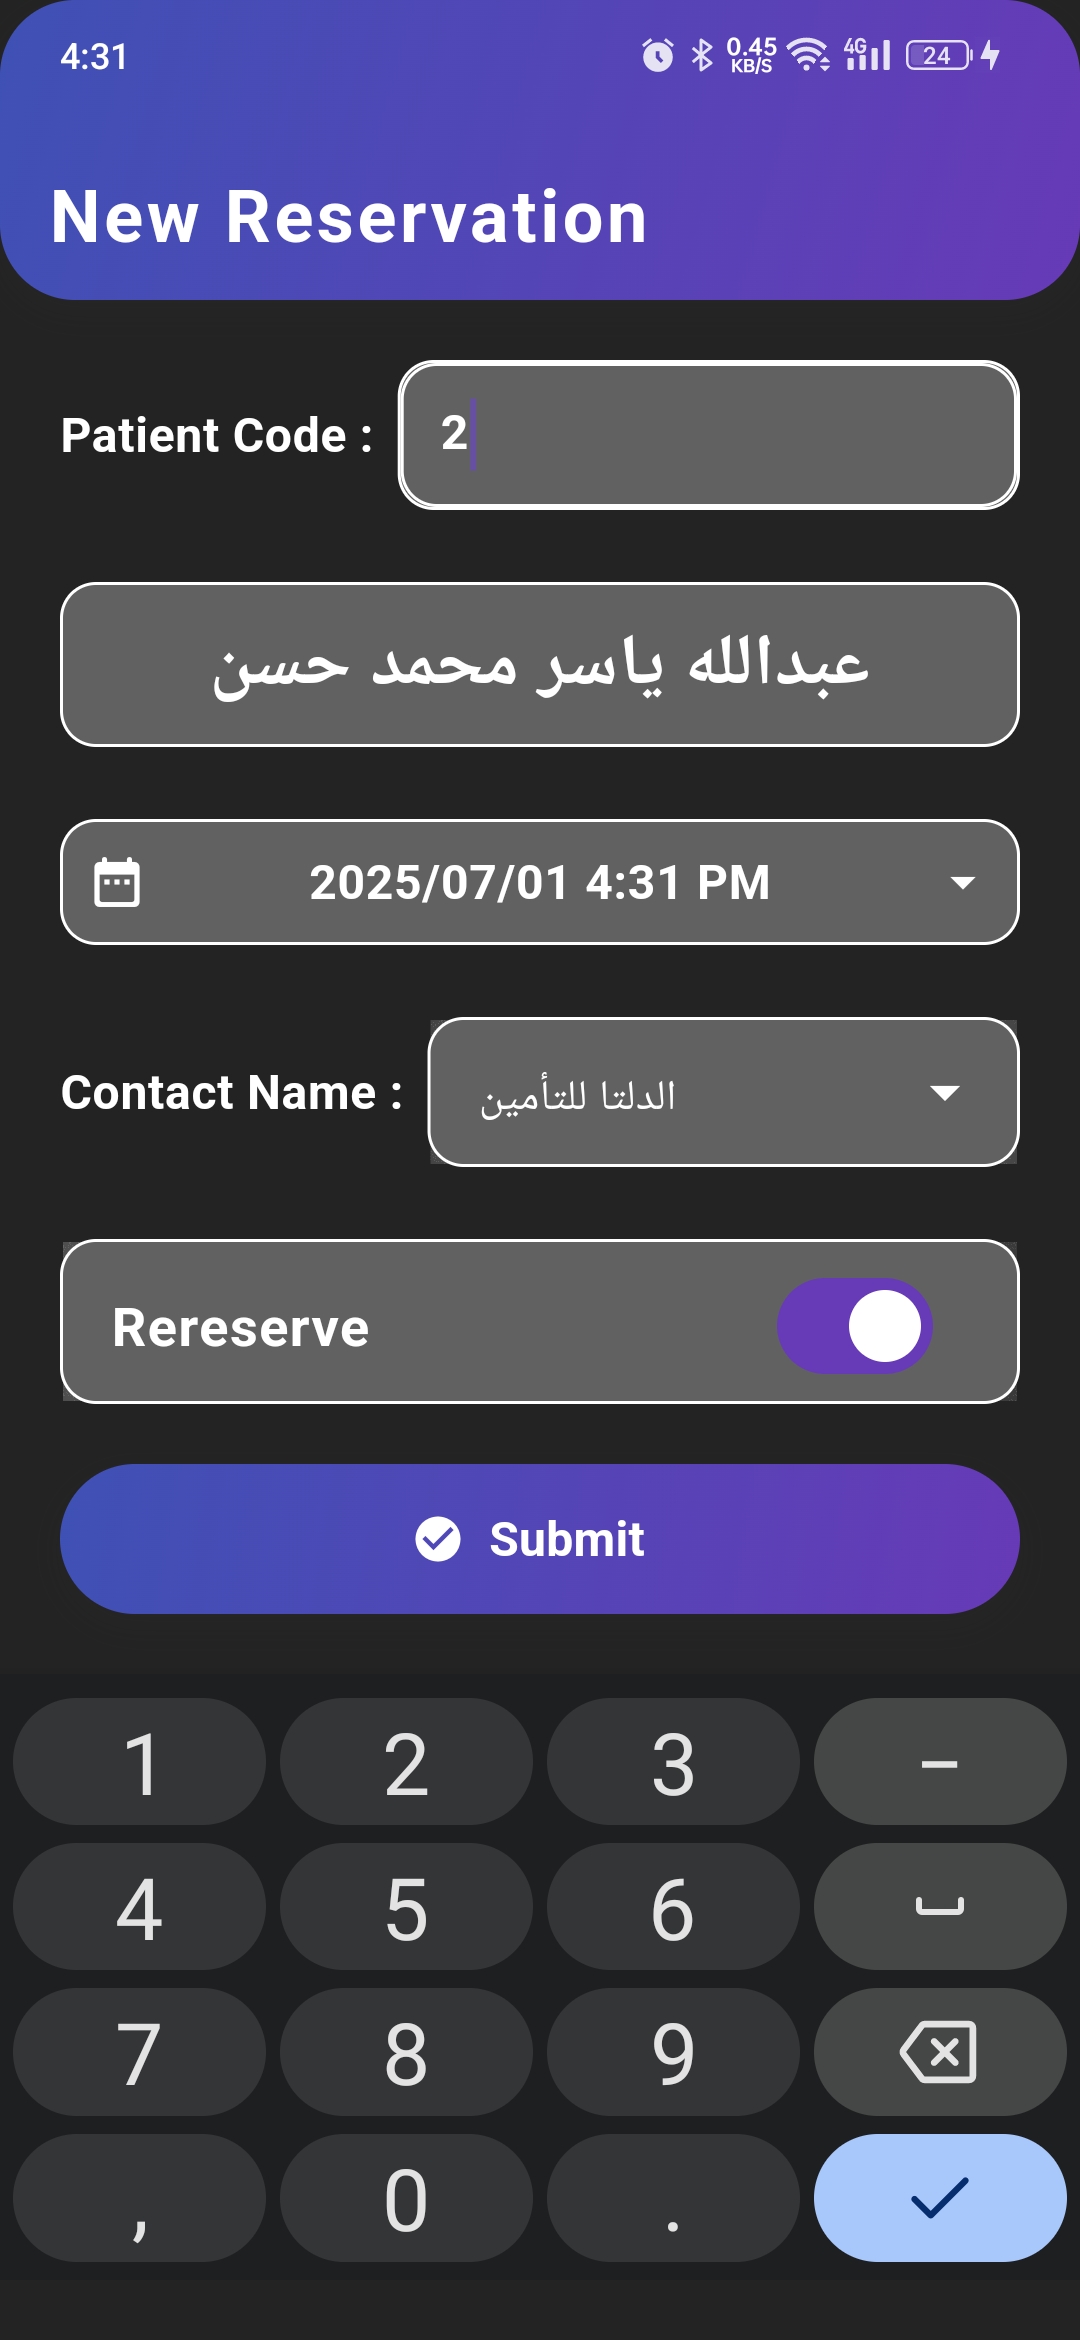 4:31
0.45 KB/S 4G 24
New Reservation
Patient Code : 2
عبدالله ياسر محمد حسن
2025/07/01 4:31 PM
Contact Name : الدلتا للتأمين
Rereserve
Submit
1 2 3 –
4 5 6
7 8 9
, 0 .